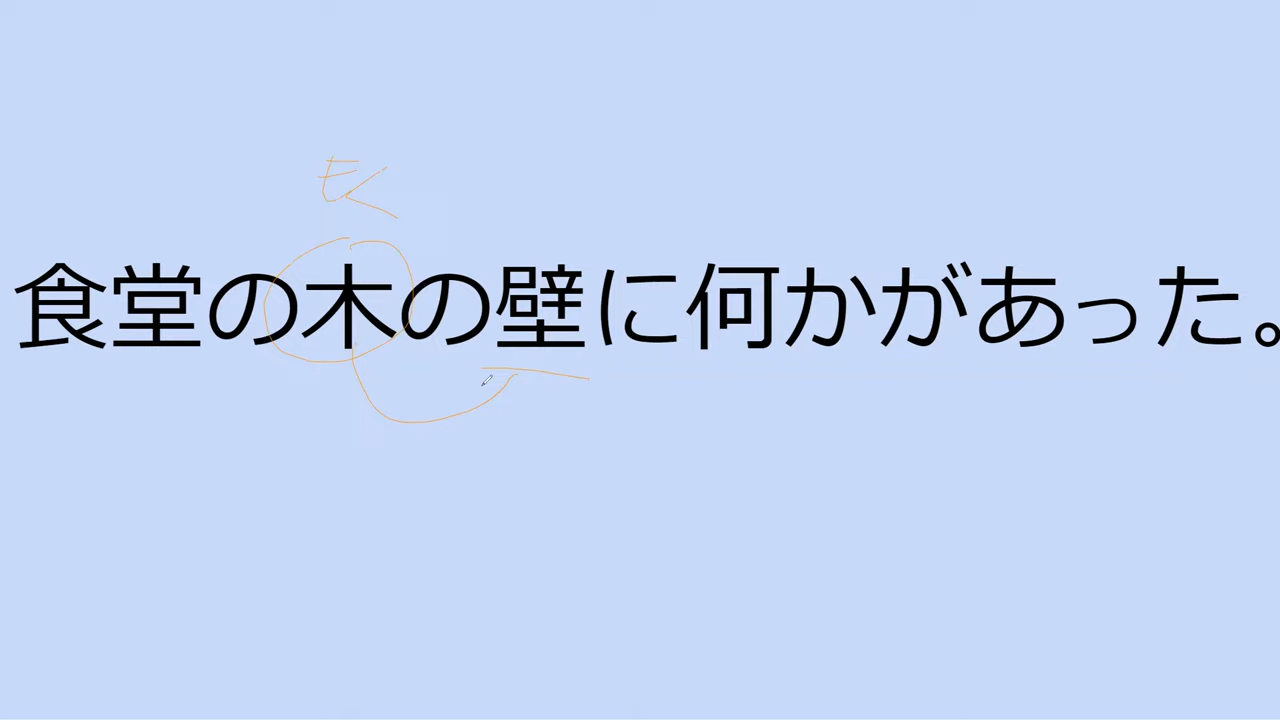 もく
食堂の木の壁に何かがあった。